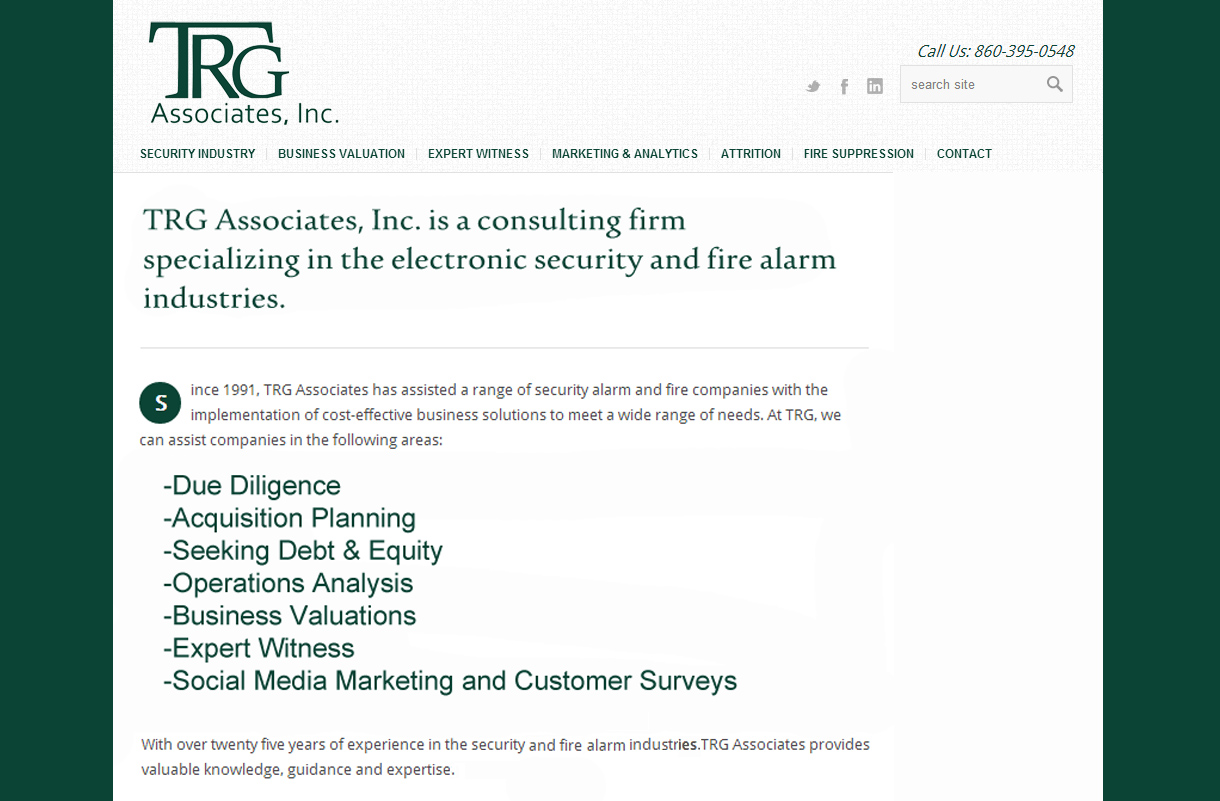 TRG
Associates, Inc.
Call Us: 860-395-0548
search site
SECURITY INDUSTRY
BUSINESS VALUATION
EXPERT WITNESS
MARKETING & ANALYTICS
ATTRITION
FIRE SUPPRESSION
CONTACT
TRG Associates, Inc. is a consulting firm
specializing in the electronic security and fire alarm
industries.
Since 1991, TRG Associates has assisted a range of security alarm and fire companies with the
implementation of cost-effective business solutions to meet a wide range of needs. At TRG, we
can assist companies in the following areas:
-Due Diligence
-Acquisition Planning
-Seeking Debt & Equity
-Operations Analysis
-Business Valuations
-Expert Witness
-Social Media Marketing and Customer Surveys
With over twenty five years of experience in the security and fire alarm industries.TRG Associates provides
valuable knowledge, guidance and expertise.